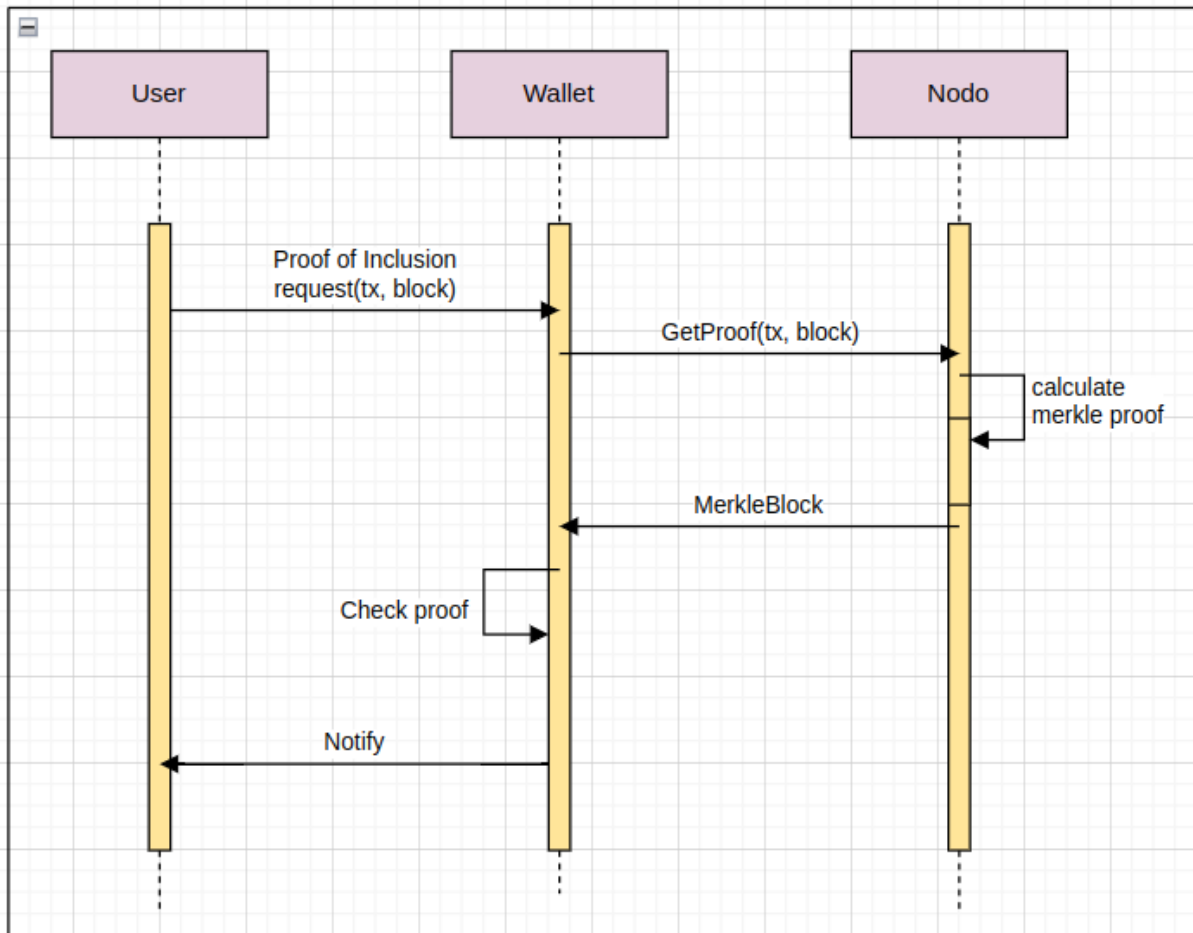 User
Wallet
Nodo
Proof of Inclusion
request(tx, block)
GetProof(tx, block)
calculate
merkle proof
MerkleBlock
Check proof
Notify